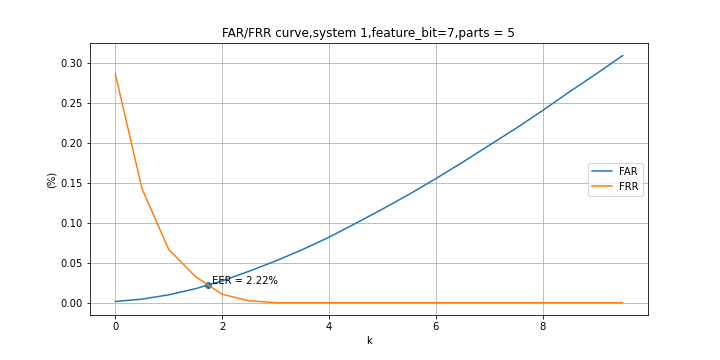 FAR/FRR curve,system 1,feature_bit=7,parts = 5
(%)
0.30
0.25
0.20
0.15
0.10
0.05
0.00
FAR
FRR
EER = 2.22%
0 2 4 6 8
k